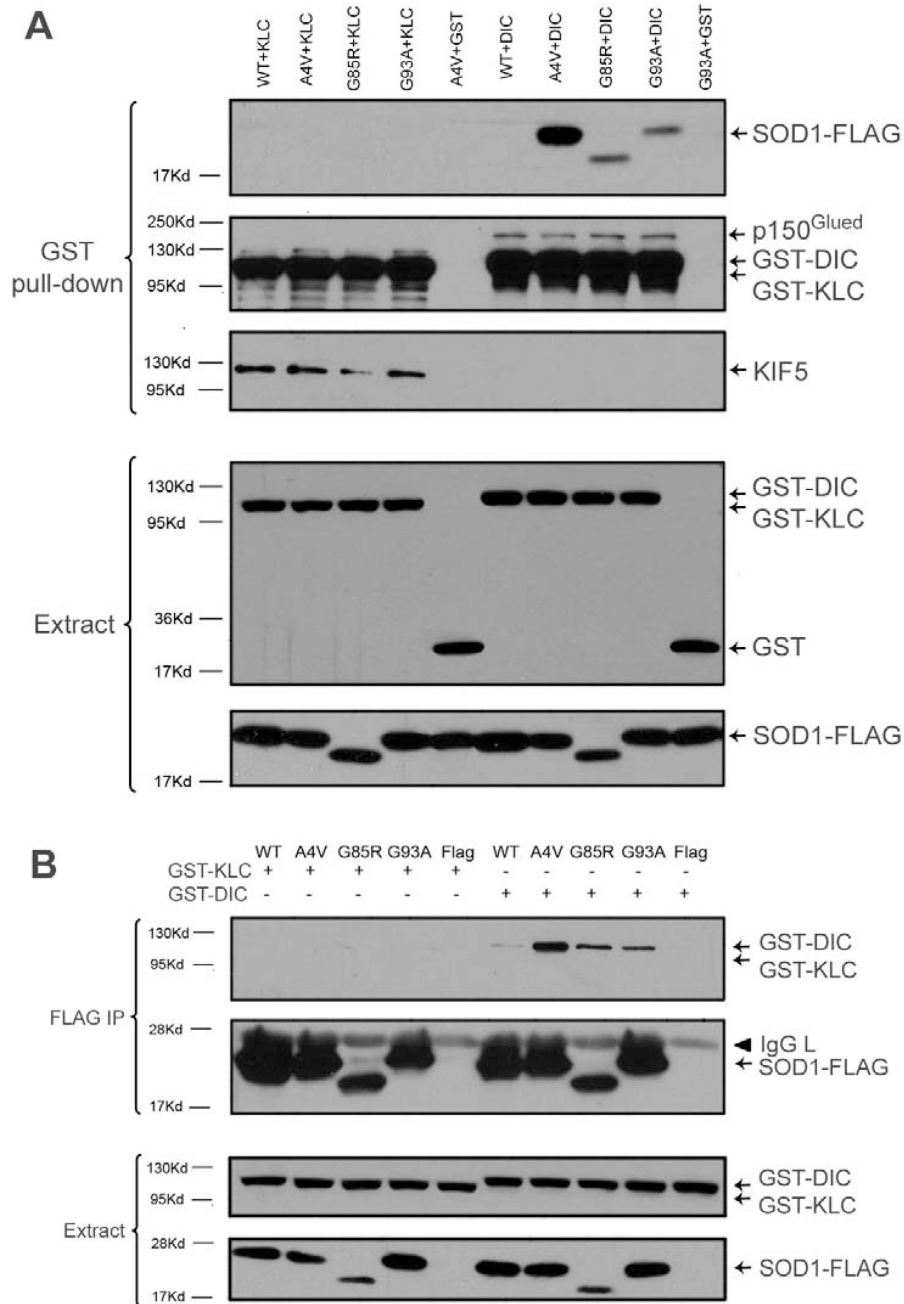 A
WT+KLC
A4V+KLC
G85R+KLC
G93A+KLC
A4V+GST
WT+DIC
A4V+DIC
G85R+DIC
G93A+DIC
G93A+GST
GST
pull-down
17Kd
SOD1-FLAG
250Kd
130Kd
95Kd
p150Glued
GST-DIC
GST-KLC
130Kd
95Kd
KIF5
Extract
130Kd
95Kd
36Kd
17Kd
GST-DIC
GST-KLC
GST
17Kd
SOD1-FLAG
B
WT A4V G85R G93A Flag WT A4V G85R G93A Flag
GST-KLC + + + + + - - - - -
GST-DIC - - - - - + + + + +
FLAG IP
130Kd
95Kd
GST-DIC
GST-KLC
28Kd
17Kd
IgG L
SOD1-FLAG
Extract
130Kd
95Kd
GST-DIC
GST-KLC
28Kd
17Kd
SOD1-FLAG